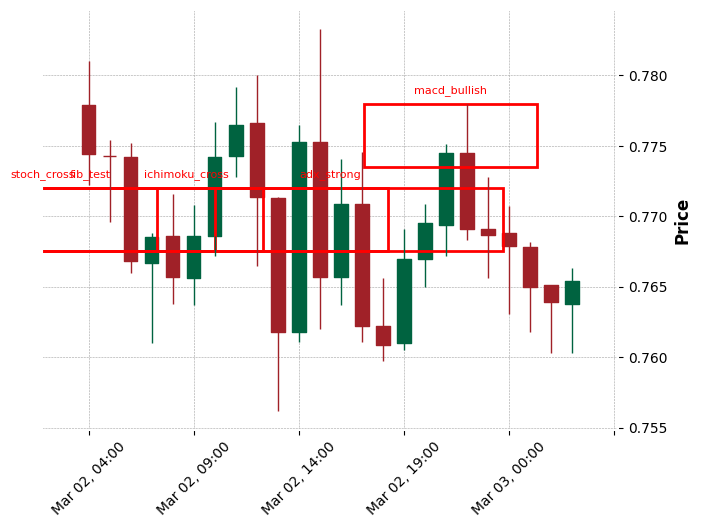 macd_bullish
stoch_cross
fib_test
ichimoku_cross
adx_strong
0.780
0.775
0.770
0.765
0.760
0.755
Price
Mar 02, 04:00
Mar 02, 09:00
Mar 02, 14:00
Mar 02, 19:00
Mar 03, 00:00